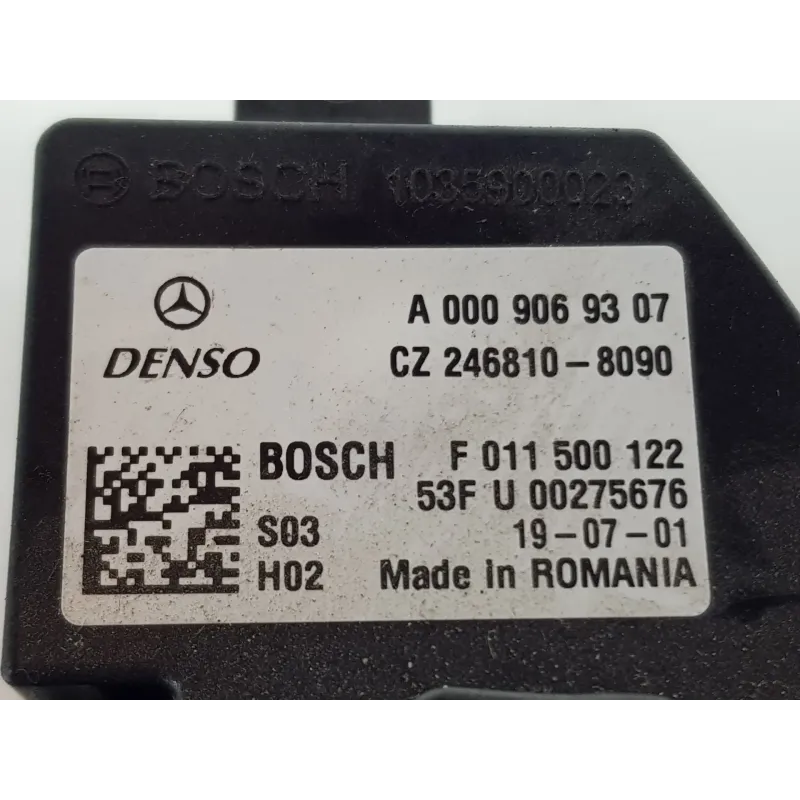 BOSCH 1035900023
A 000 906 93 07
DENSO CZ 246810-8090
BOSCH F 011 500 122
53F U 00275676
S03 19-07-01
H02 Made in ROMANIA